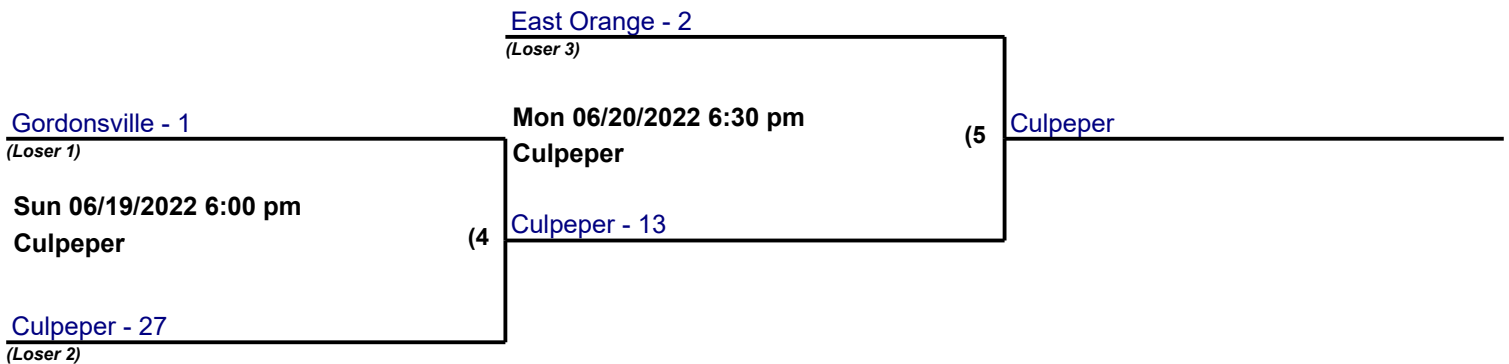 East Orange - 2
(Loser 3)
Gordonsville - 1
(Loser 1)
Mon 06/20/2022 6:30 pm
Culpeper
(5
Culpeper
Sun 06/19/2022 6:00 pm
Culpeper
(4
Culpeper - 13
Culpeper - 27
(Loser 2)